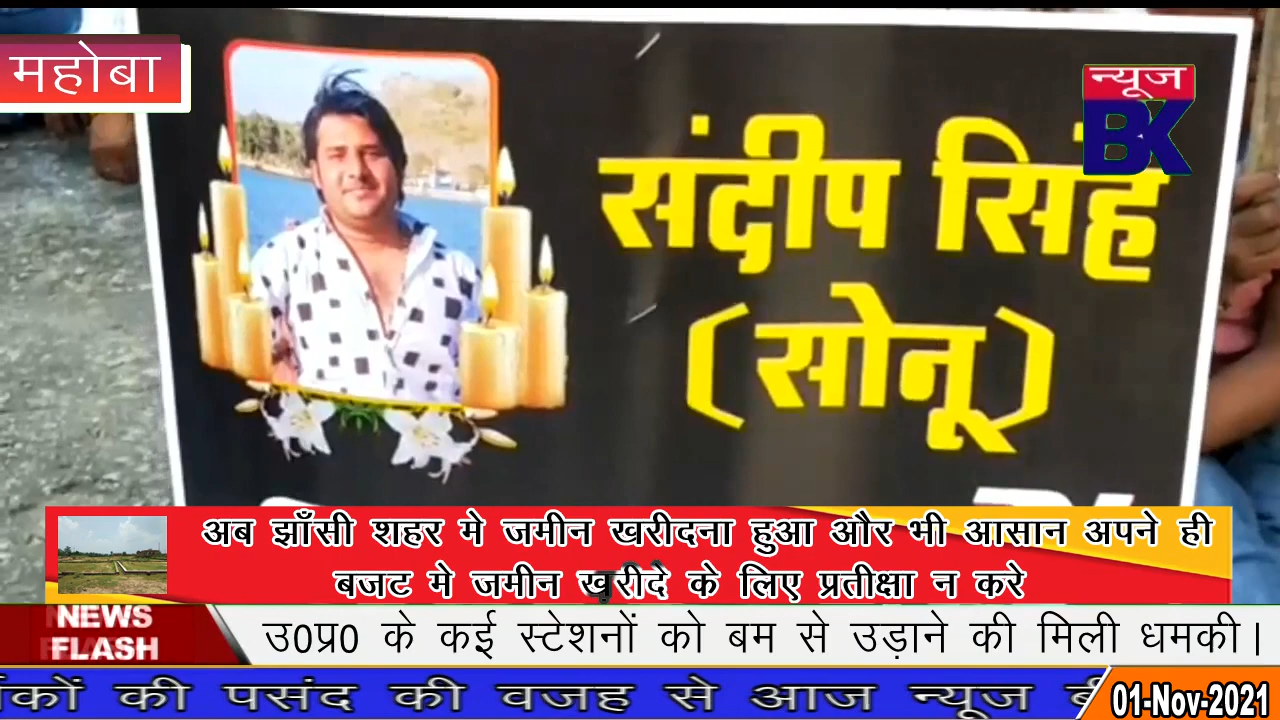 महोबा
न्यूज
BK
संदीप सिंह
(सोनू)
अब झाँसी शहर मे जमीन खरीदना हुआ और भी आसान अपने ही
बजट मे जमीन खरीदे के लिए प्रतीक्षा न करे
NEWS
FLASH
उ0प्र0 के कई स्टेशनों को बम से उड़ाने की मिली धमकी।
की पसंद की वजह से आज न्यूज
01-Nov-2021